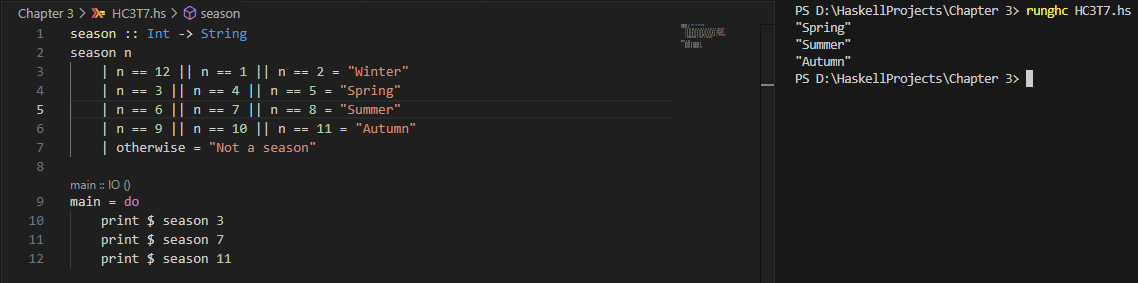 Chapter 3 > HC3T7.hs > season
1 season :: Int -> String
2 season n
3 | n == 12 || n == 1 || n == 2 = "Winter"
4 | n == 3 || n == 4 || n == 5 = "Spring"
5 | n == 6 || n == 7 || n == 8 = "Summer"
6 | n == 9 || n == 10 || n == 11 = "Autumn"
7 | otherwise = "Not a season"
8
main :: IO ()
9 main = do
10 print $ season 3
11 print $ season 7
12 print $ season 11
PS D:\HaskellProjects\Chapter 3> runghc HC3T7.hs
"Spring"
"Summer"
"Autumn"
PS D:\HaskellProjects\Chapter 3>